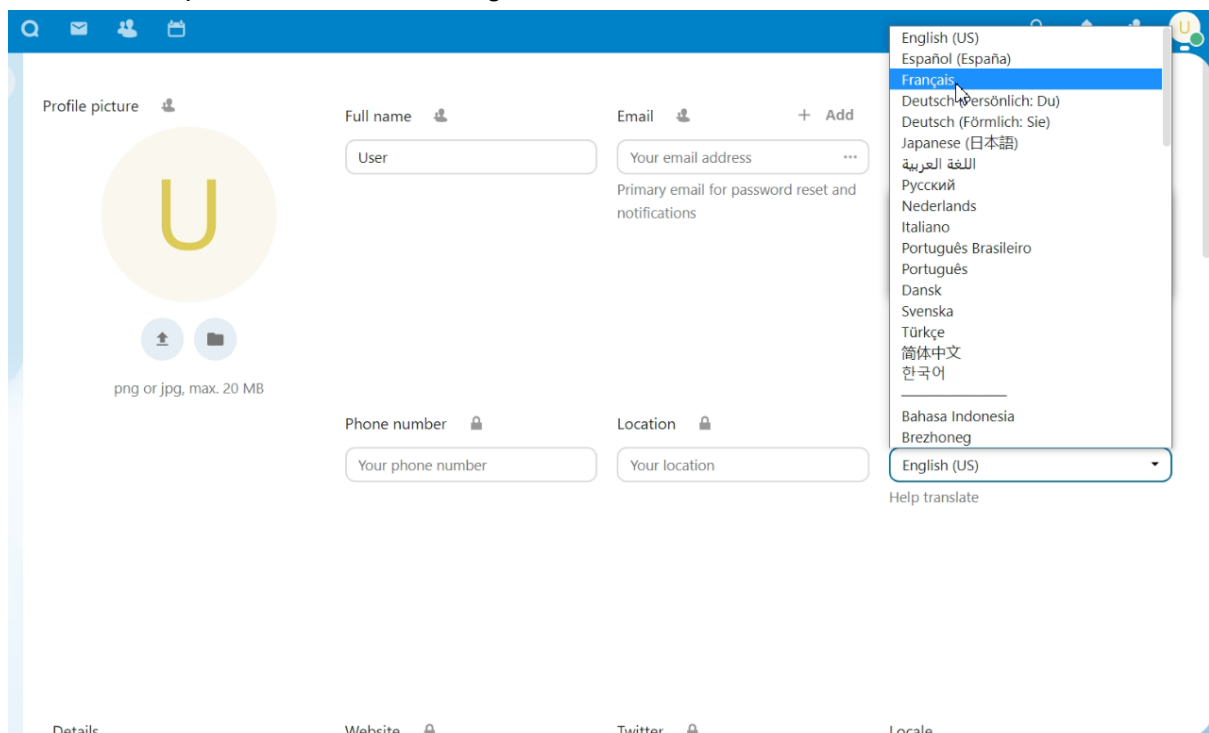 U
Profile picture
U
png or jpg, max. 20 MB
Full name
User
Email
+ Add
Your email address
Primary email for password reset and
notifications
English (US)
Español (España)
Français
Deutsch (Persönlich: Du)
Deutsch (Förmlich: Sie)
Japanese (日本語)
اللغة العربية
Русский
Nederlands
Italiano
Português Brasileiro
Português
Dansk
Svenska
Türkçe
简体中文
한국어
Bahasa Indonesia
Brezhoneg
English (US)
Help translate
Phone number
Your phone number
Location
Your location
Details
Website
Twitter
Locale